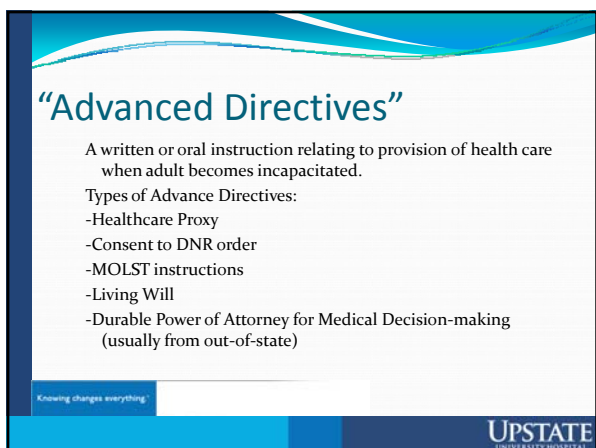 “Advanced Directives”
A written or oral instruction relating to provision of health care
when adult becomes incapacitated.
Types of Advance Directives:
-Healthcare Proxy
-Consent to DNR order
-MOLST instructions
-Living Will
-Durable Power of Attorney for Medical Decision-making
(usually from out-of-state)
Knowing changes everything.
UPSTATE
UNIVERSITY HOSPITAL